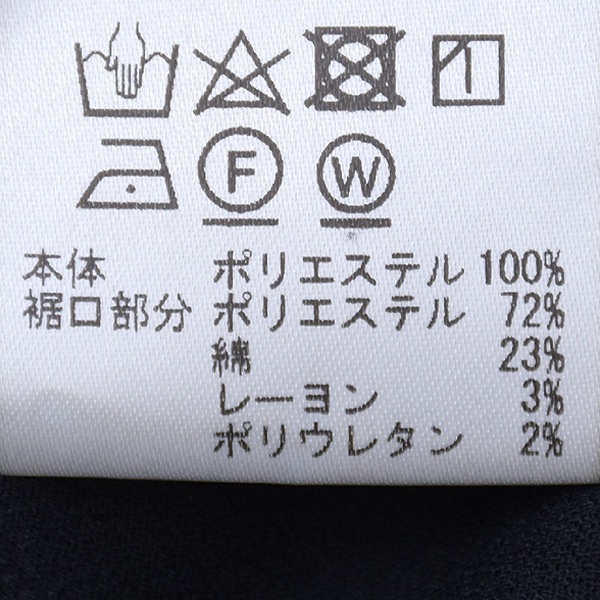 F W
本体 ポリエステル 100%
裾口部分 ポリエステル 72%
綿 23%
レーヨン 3%
ポリウレタン 2%